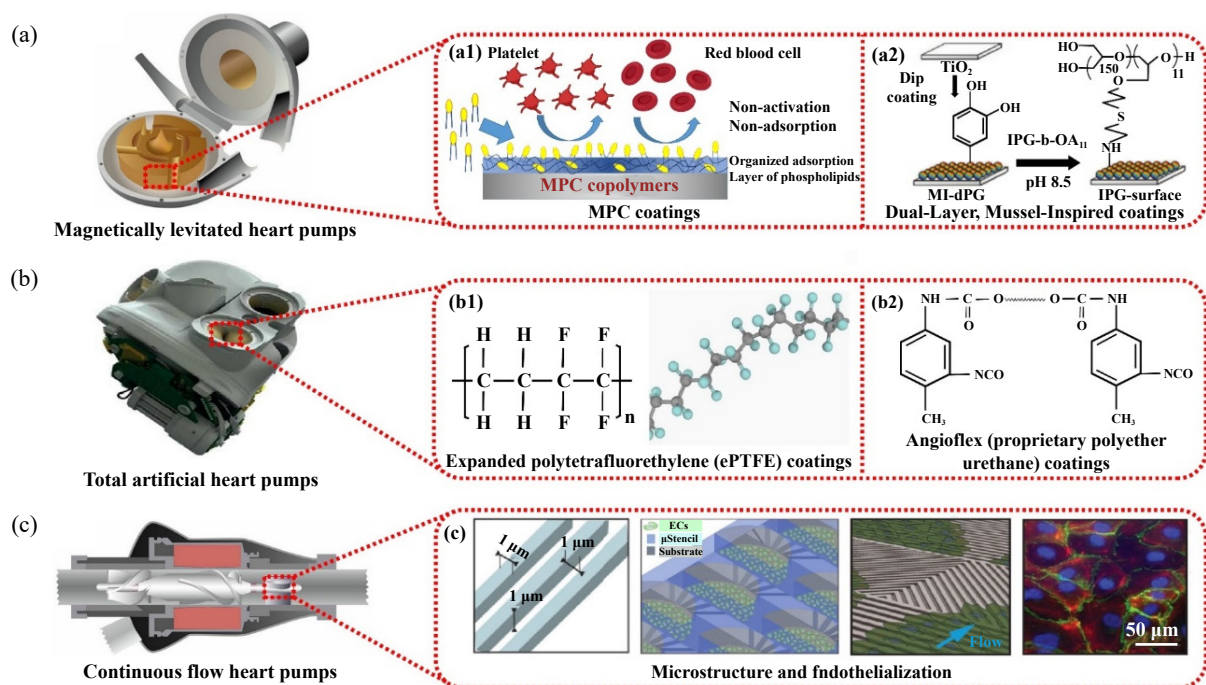 (a)
Magnetically levitated heart pumps
(a1)
Platelet
Red blood cell
Non-activation
Non-adsorption
Organized adsorption
Layer of phospholipids
MPC copolymers
MPC coatings
(a2)
TiO2
Dip
coating
OH
OH
MI-dPG
IPG-b-OA11
pH 8.5
HO
HO
150
O
O
H
11
O
S
NH
IPG-surface
Dual-Layer, Mussel-Inspired coatings
(b)
Total artificial heart pumps
(b1)
H H F F
C C C C
H H F F
n
Expanded polytetrafluorethylene (ePTFE) coatings
(b2)
NH C O O C NH
O O
NCO NCO
CH3 CH3
Angioflex (proprietary polyether
urethane) coatings
(c)
Continuous flow heart pumps
(c)
1 µm
1 µm
1 µm
ECs
µStencil
Substrate
Flow
50 µm
Microstructure and fndothelialization